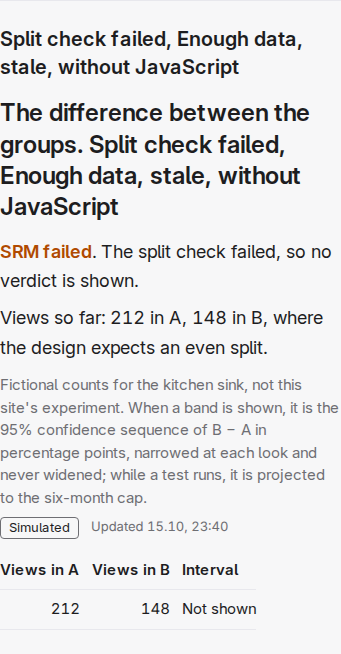 Split check failed, Enough data,
stale, without JavaScript
The difference between the
groups. Split check failed,
Enough data, stale, without
JavaScript
SRM failed. The split check failed, so no
verdict is shown.
Views so far: 212 in A, 148 in B, where
the design expects an even split.
Fictional counts for the kitchen sink, not this
site's experiment. When a band is shown, it is the
95% confidence sequence of B − A in
percentage points, narrowed at each look and
never widened; while a test runs, it is projected
to the six-month cap.
Simulated Updated 15.10, 23:40
Views in A Views in B Interval
212 148 Not shown